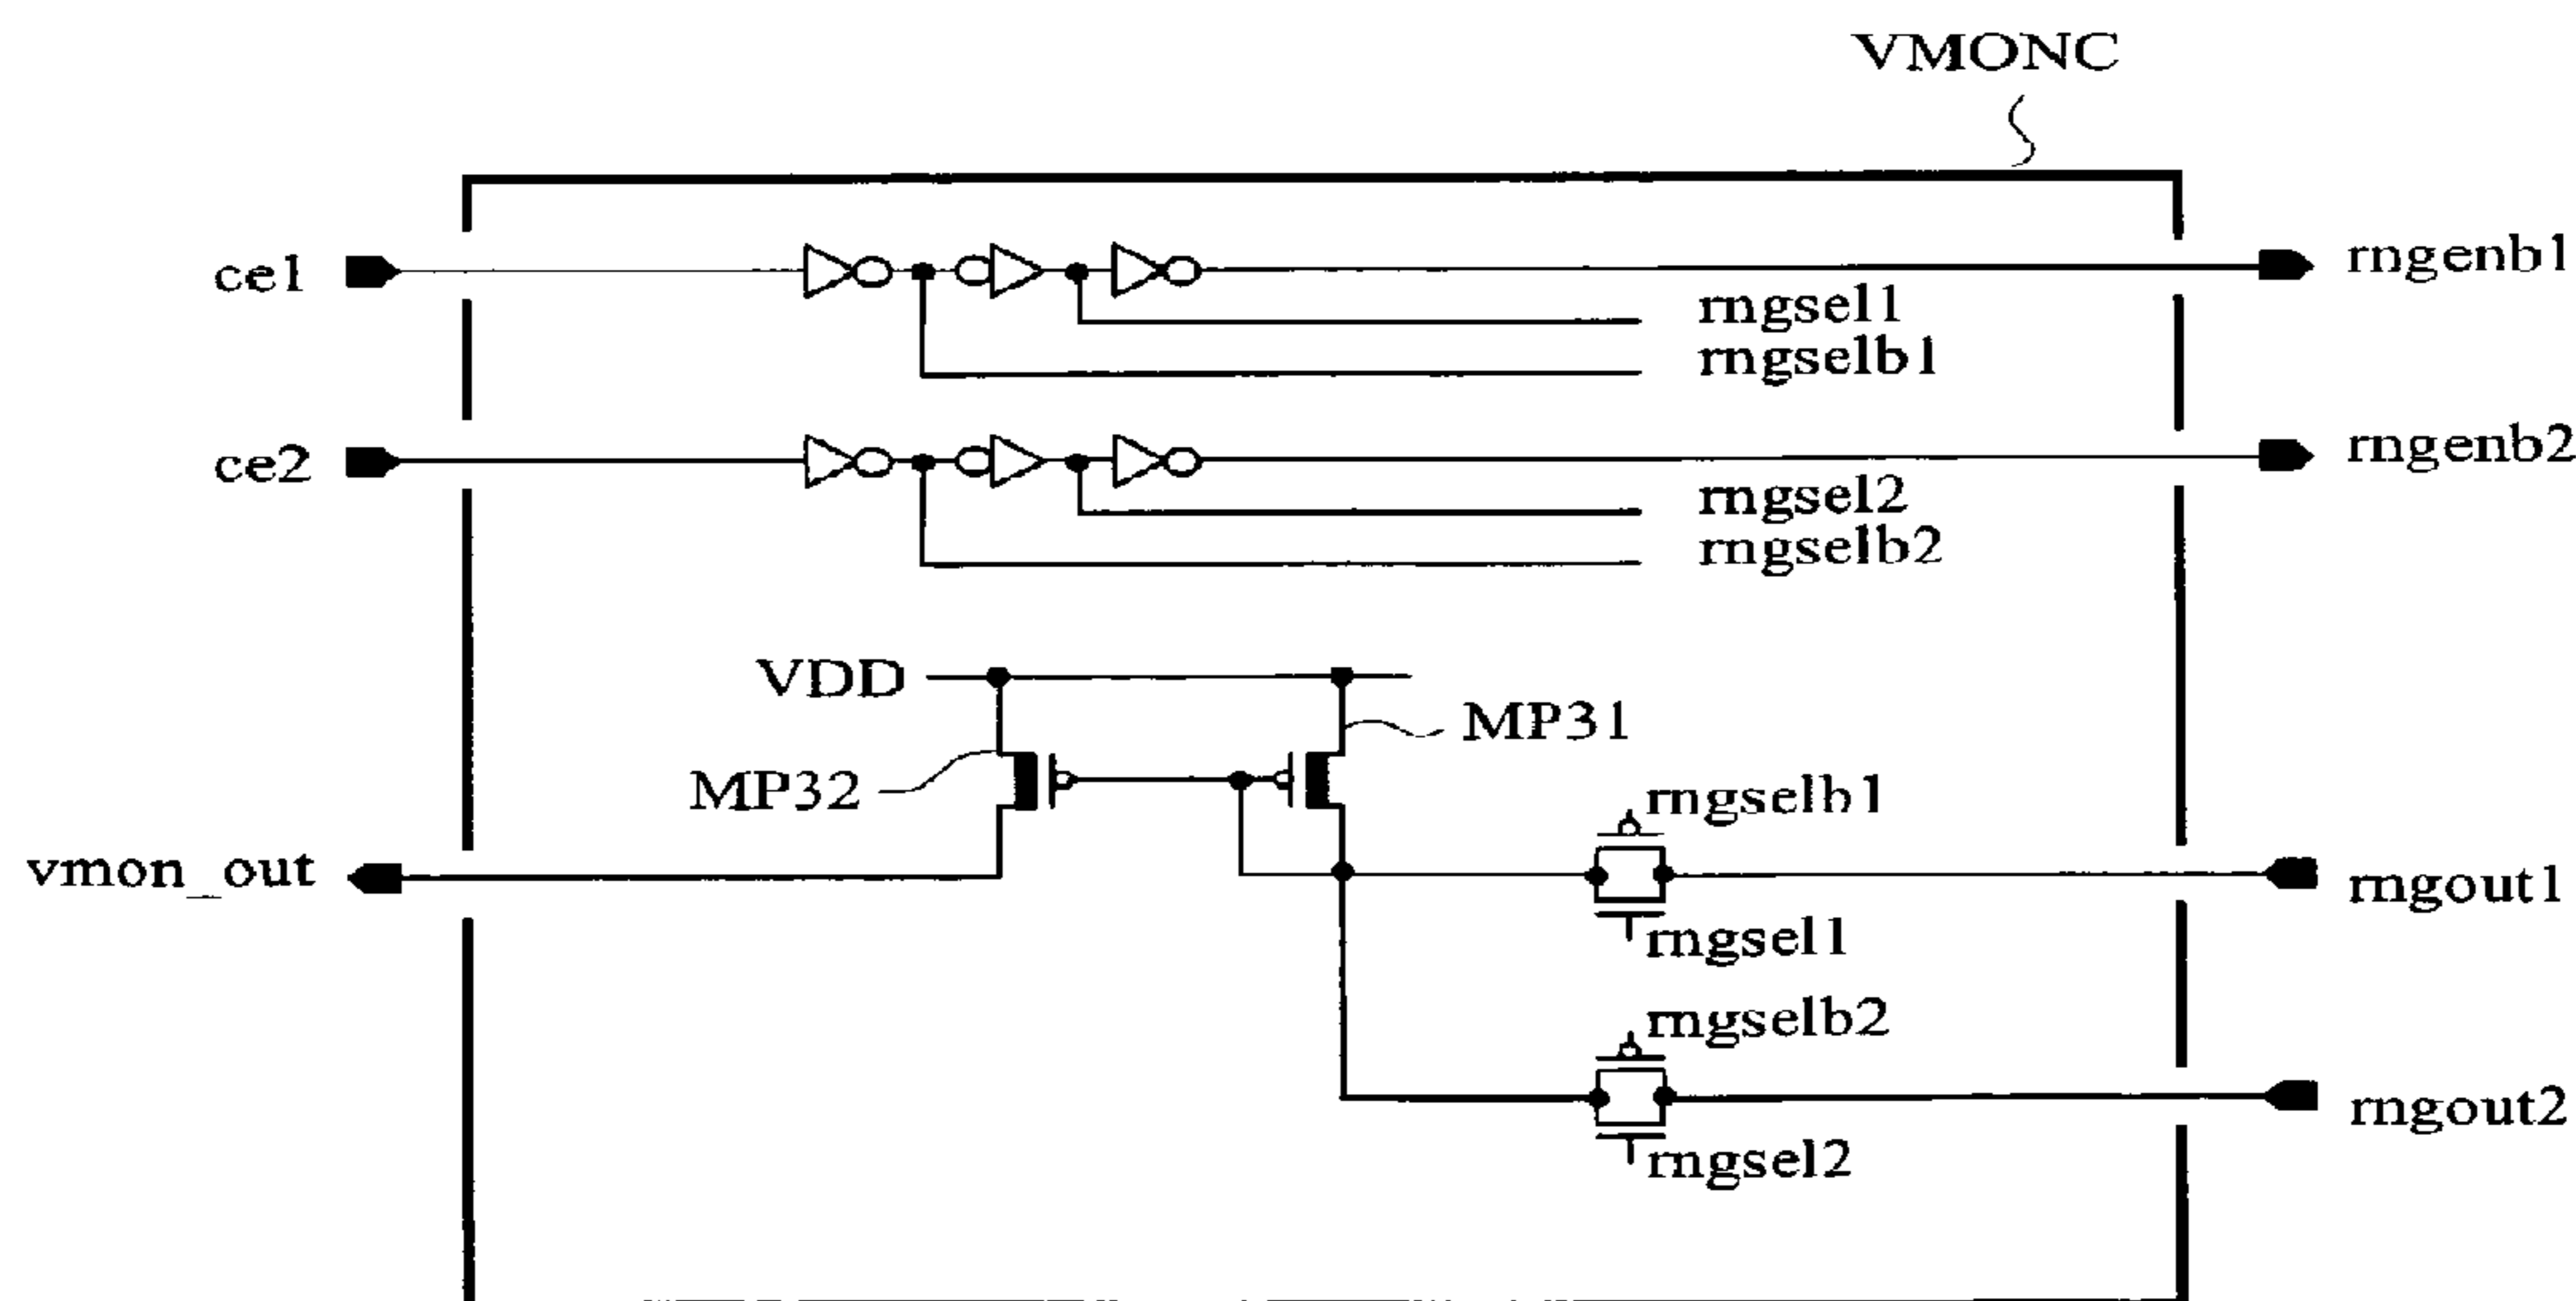 VMONC
ce1
rngenb1
rngsel1
rngselb1
ce2
rngenb2
rngsel2
rngselb2
VDD
MP31
MP32
rngselb1
vmon_out
rngout1
rngsel1
rngselb2
rngout2
rngsel2